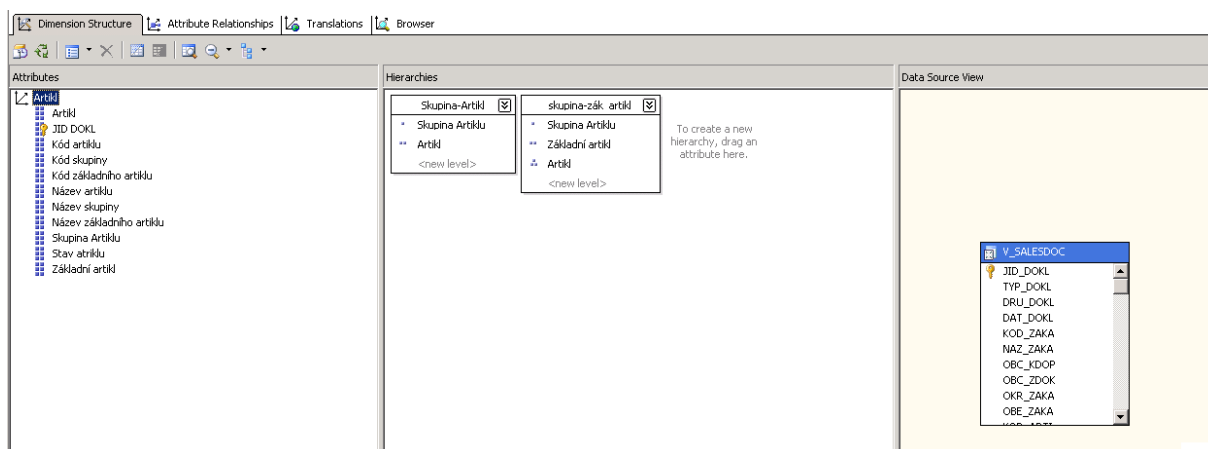 Dimension Structure
Attribute Relationships
Translations
Browser
Attributes
Artikl
Artikl
JID DOKL
Kód artiklu
Kód skupiny
Kód základního artiklu
Název artiklu
Název skupiny
Název základního artiklu
Skupina Artiklu
Stav atriklu
Základní artikl
Hierarchies
Skupina-Artikl
Skupina Artiklu
Artikl
<new level>
skupina-zák artikl
Skupina Artiklu
Základní artikl
Artikl
<new level>
To create a new
hierarchy, drag an
attribute here.
Data Source View
V_SALESDOC
JID_DOKL
TYP_DOKL
DRU_DOKL
DAT_DOKL
KOD_ZAKA
NAZ_ZAKA
OBC_KDOP
OBC_ZDOK
OKR_ZAKA
OBE_ZAKA